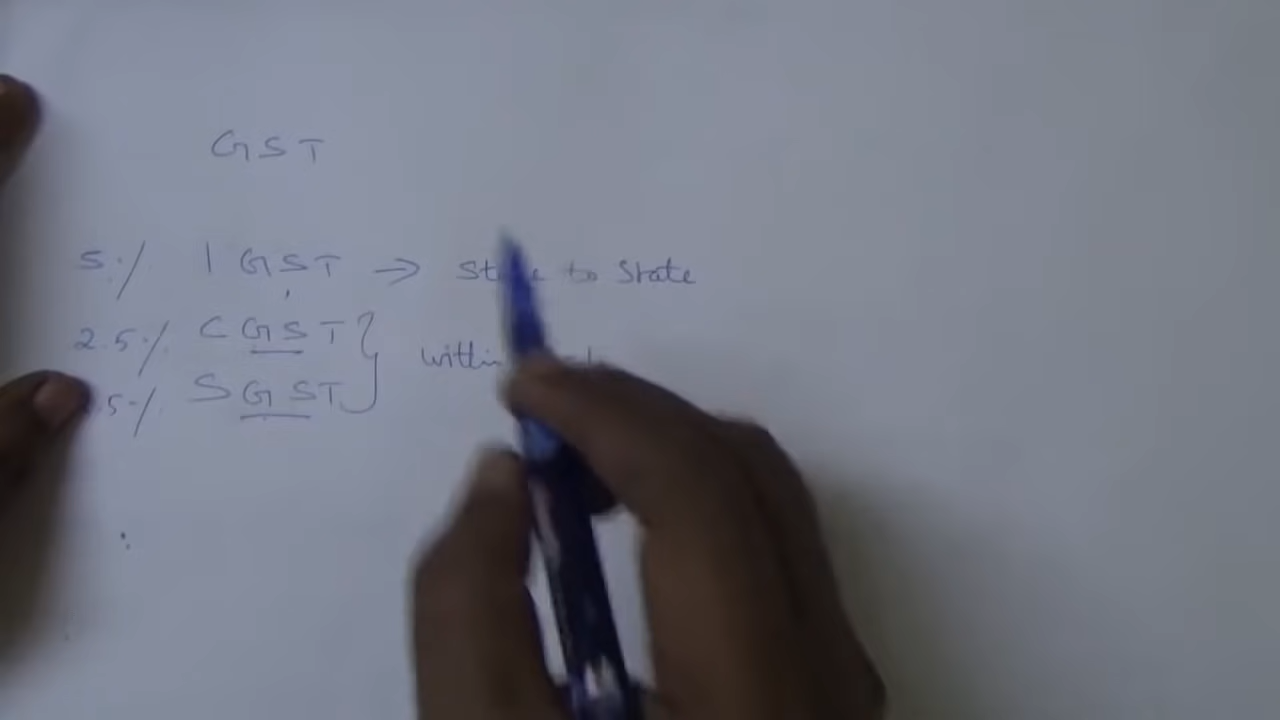 GST
5% IGST → State to State
2.5% CGST
.5% SGST } within